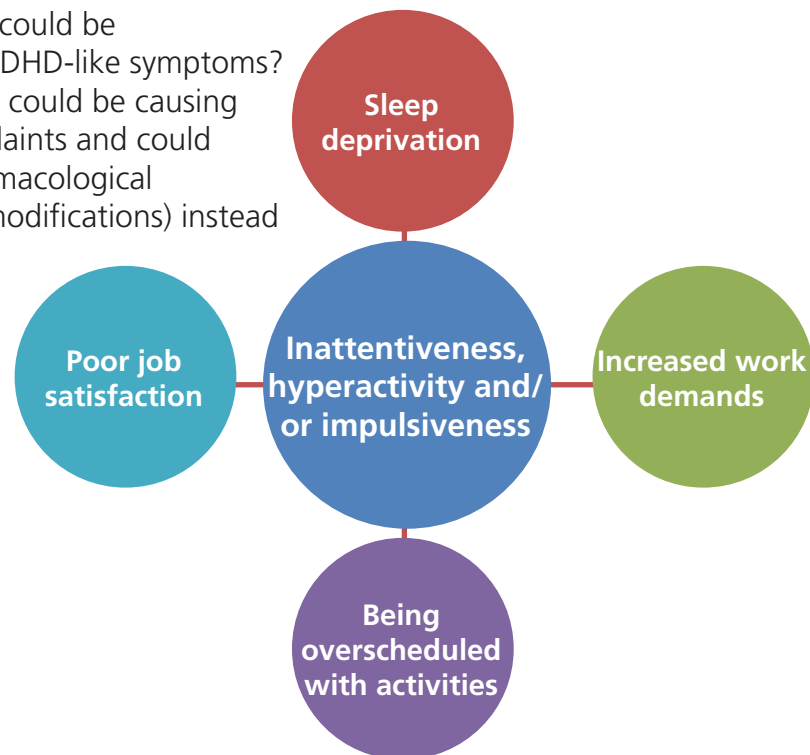 could be
DHD-like symptoms?
could be causing
laints and could
macological
nodifications) instead
Sleep
deprivation
Poor job
satisfaction
Inattentiveness,
hyperactivity and/
or impulsiveness
Increased work
demands
Being
overscheduled
with activities